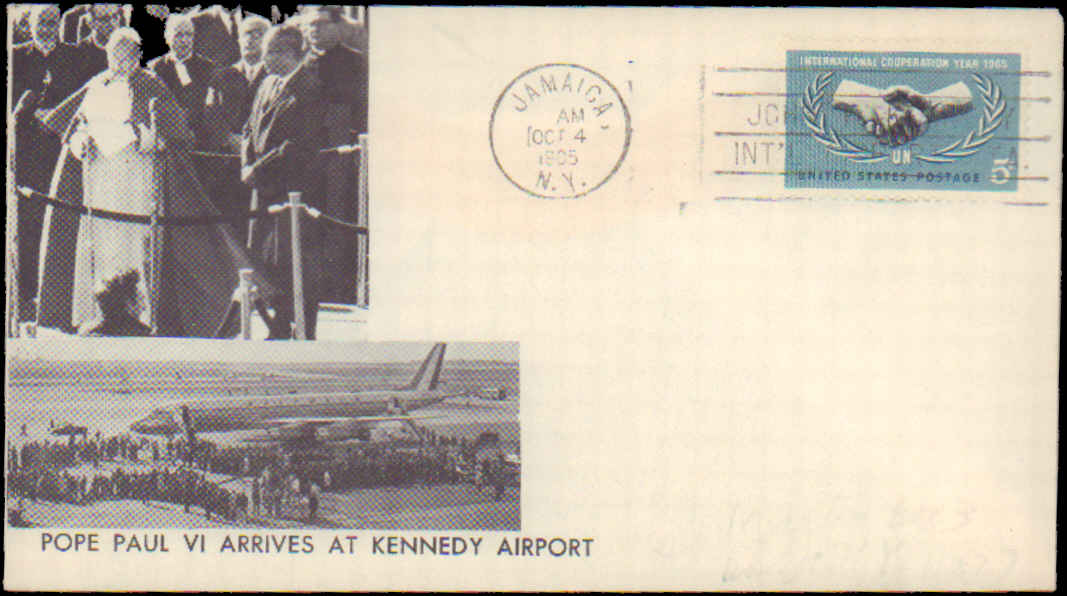 JAMAICA,
AM
OCT 4
1965
N.Y.
INTERNATIONAL COOPERATION YEAR 1965
INT'L
UN
UNITED STATES POSTAGE 5¢
POPE PAUL VI ARRIVES AT KENNEDY AIRPORT